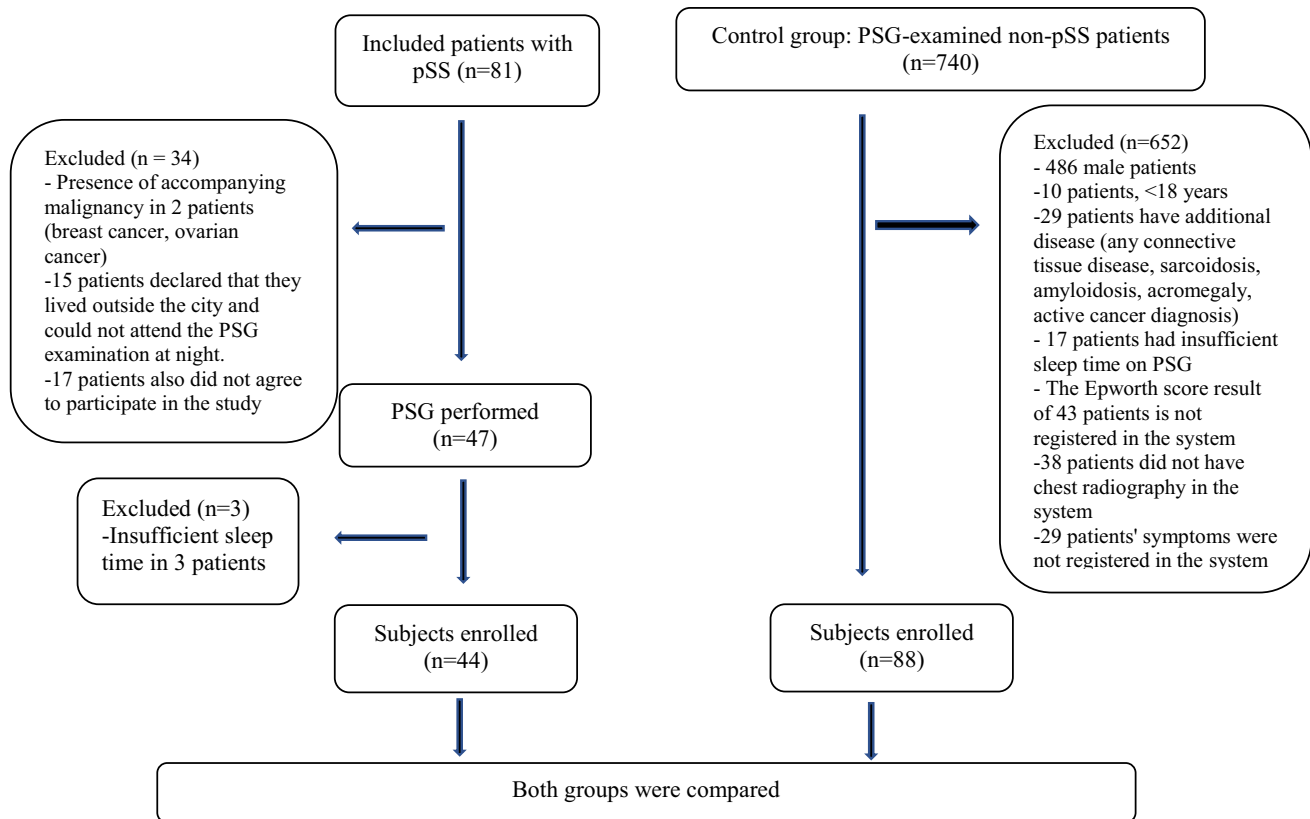 Included patients with
pSS (n=81)
Control group: PSG-examined non-pSS patients
(n=740)
Excluded (n = 34)
- Presence of accompanying
malignancy in 2 patients
(breast cancer, ovarian
cancer)
-15 patients declared that they
lived outside the city and
could not attend the PSG
examination at night.
-17 patients also did not agree
to participate in the study
Excluded (n=652)
- 486 male patients
-10 patients, <18 years
-29 patients have additional
disease (any connective
tissue disease, sarcoidosis,
amyloidosis, acromegaly,
active cancer diagnosis)
- 17 patients had insufficient
sleep time on PSG
- The Epworth score result
of 43 patients is not
registered in the system
-38 patients did not have
chest radiography in the
system
-29 patients' symptoms were
not registered in the system
PSG performed
(n=47)
Excluded (n=3)
-Insufficient sleep
time in 3 patients
Subjects enrolled
(n=44)
Subjects enrolled
(n=88)
Both groups were compared